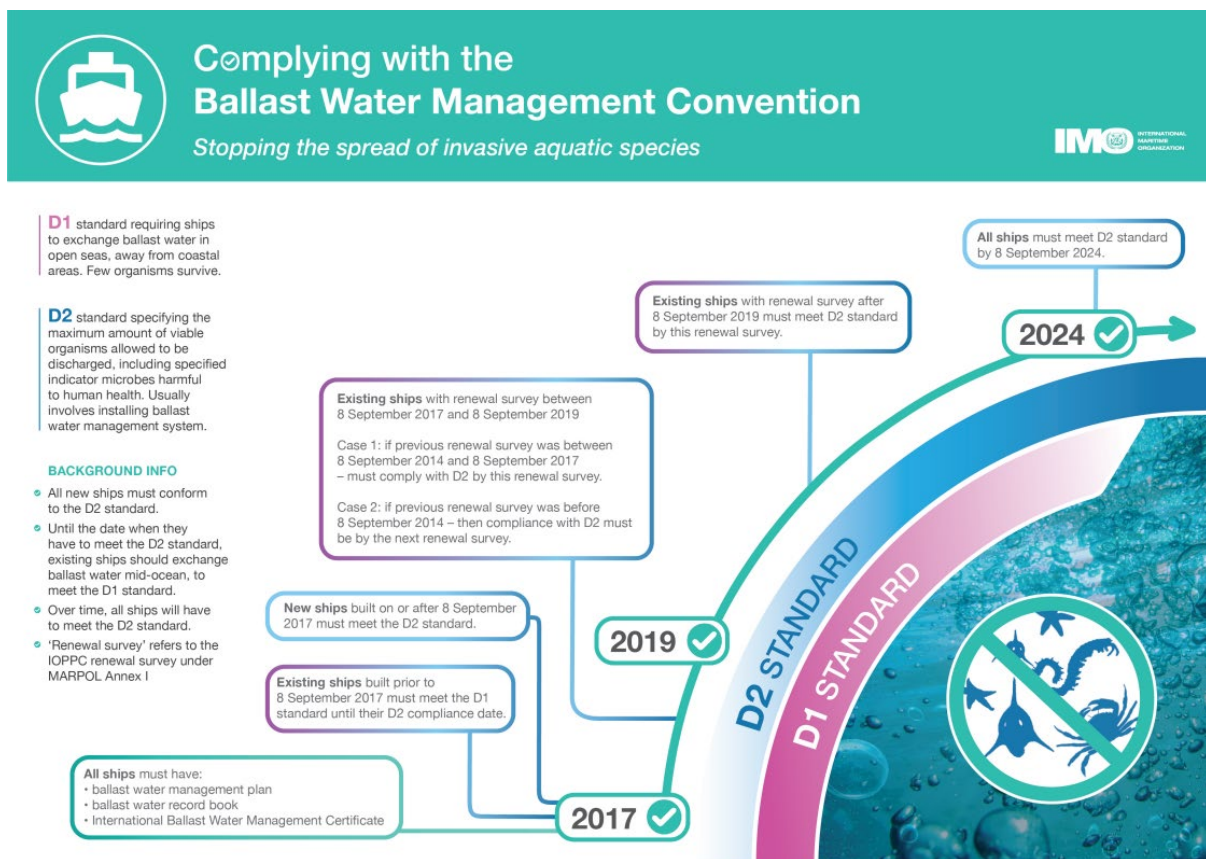 Complying with the
Ballast Water Management Convention
Stopping the spread of invasive aquatic species
IMO
INTERNATIONAL
MARITIME
ORGANIZATION
D1 standard requiring ships
to exchange ballast water in
open seas, away from coastal
areas. Few organisms survive.
D2 standard specifying the
maximum amount of viable
organisms allowed to be
discharged, including specified
indicator microbes harmful
to human health. Usually
involves installing ballast
water management system.
BACKGROUND INFO
All new ships must conform
to the D2 standard.
Until the date when they
have to meet the D2 standard,
existing ships should exchange
ballast water mid-ocean, to
meet the D1 standard.
Over time, all ships will have
to meet the D2 standard.
‘Renewal survey’ refers to the
IOPPC renewal survey under
MARPOL Annex I
All ships must meet D2 standard
by 8 September 2024.
2024
Existing ships with renewal survey after
8 September 2019 must meet D2 standard
by this renewal survey.
Existing ships with renewal survey between
8 September 2017 and 8 September 2019
Case 1: if previous renewal survey was between
8 September 2014 and 8 September 2017
– must comply with D2 by this renewal survey.
Case 2: if previous renewal survey was before
8 September 2014 – then compliance with D2 must
be by the next renewal survey.
2019
New ships built on or after 8 September
2017 must meet the D2 standard.
Existing ships built prior to
8 September 2017 must meet the D1
standard until their D2 compliance date.
All ships must have:
• ballast water management plan
• ballast water record book
• International Ballast Water Management Certificate
2017
D2 STANDARD
D1 STANDARD